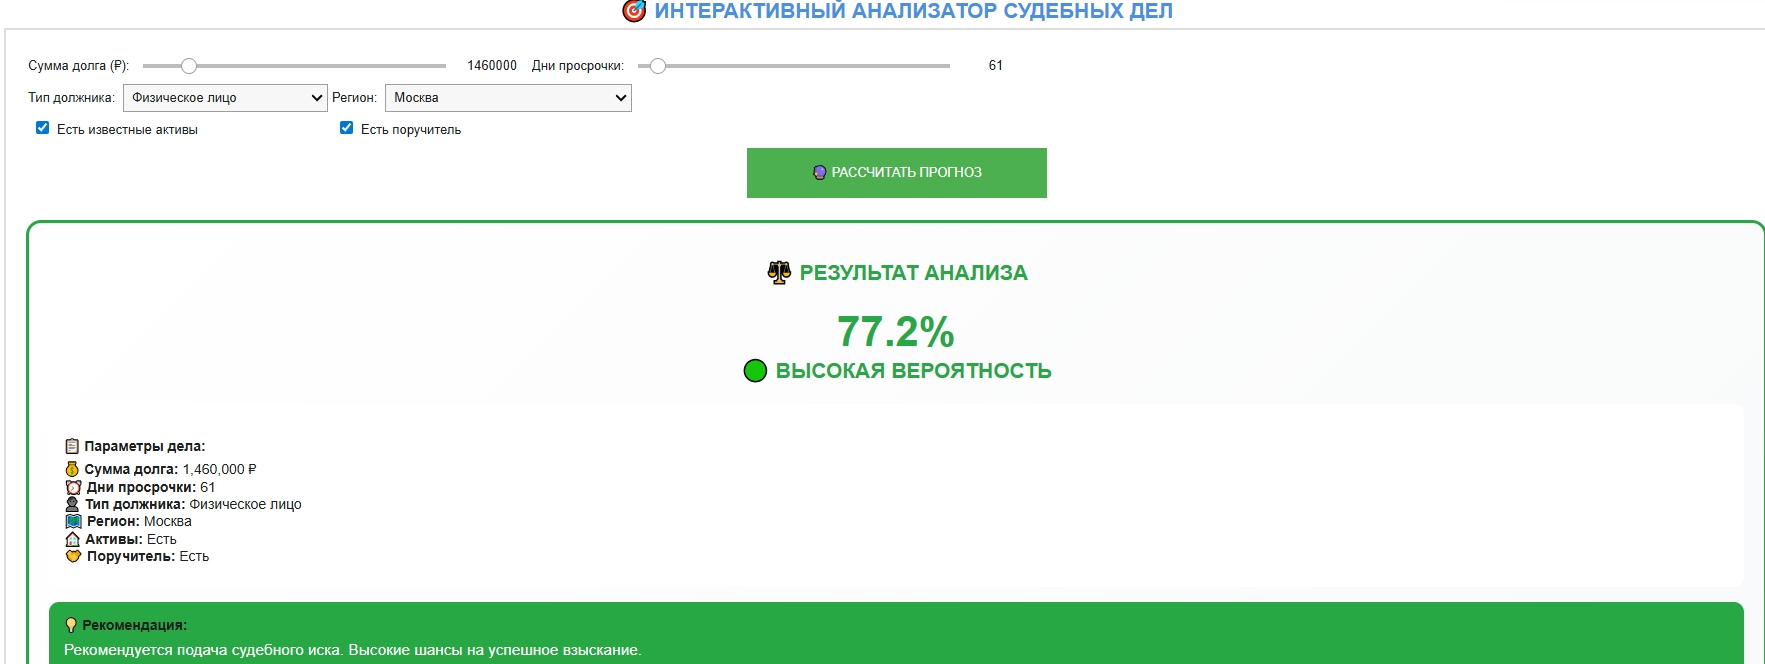 ИНТЕРАКТИВНЫЙ АНАЛИЗАТОР СУДЕБНЫХ ДЕЛ
Сумма долга (₽): 1460000 Дни просрочки: 61
Тип должника: Физическое лицо Регион: Москва
Есть известные активы Есть поручитель
РАССЧИТАТЬ ПРОГНОЗ
РЕЗУЛЬТАТ АНАЛИЗА
77.2%
ВЫСОКАЯ ВЕРОЯТНОСТЬ
Параметры дела:
Сумма долга: 1,460,000 ₽
Дни просрочки: 61
Тип должника: Физическое лицо
Регион: Москва
Активы: Есть
Поручитель: Есть
Рекомендация:
Рекомендуется подача судебного иска. Высокие шансы на успешное взыскание.